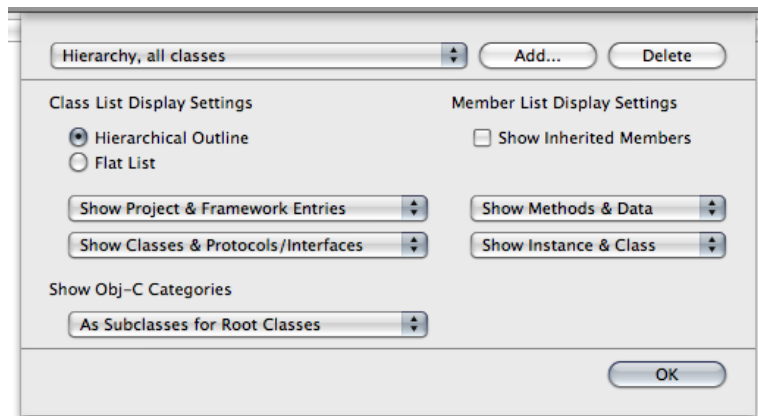 Hierarchy, all classes
Add...
Delete
Class List Display Settings
Member List Display Settings
Hierarchical Outline
Show Inherited Members
Flat List
Show Project & Framework Entries
Show Methods & Data
Show Classes & Protocols/Interfaces
Show Instance & Class
Show Obj-C Categories
As Subclasses for Root Classes
OK